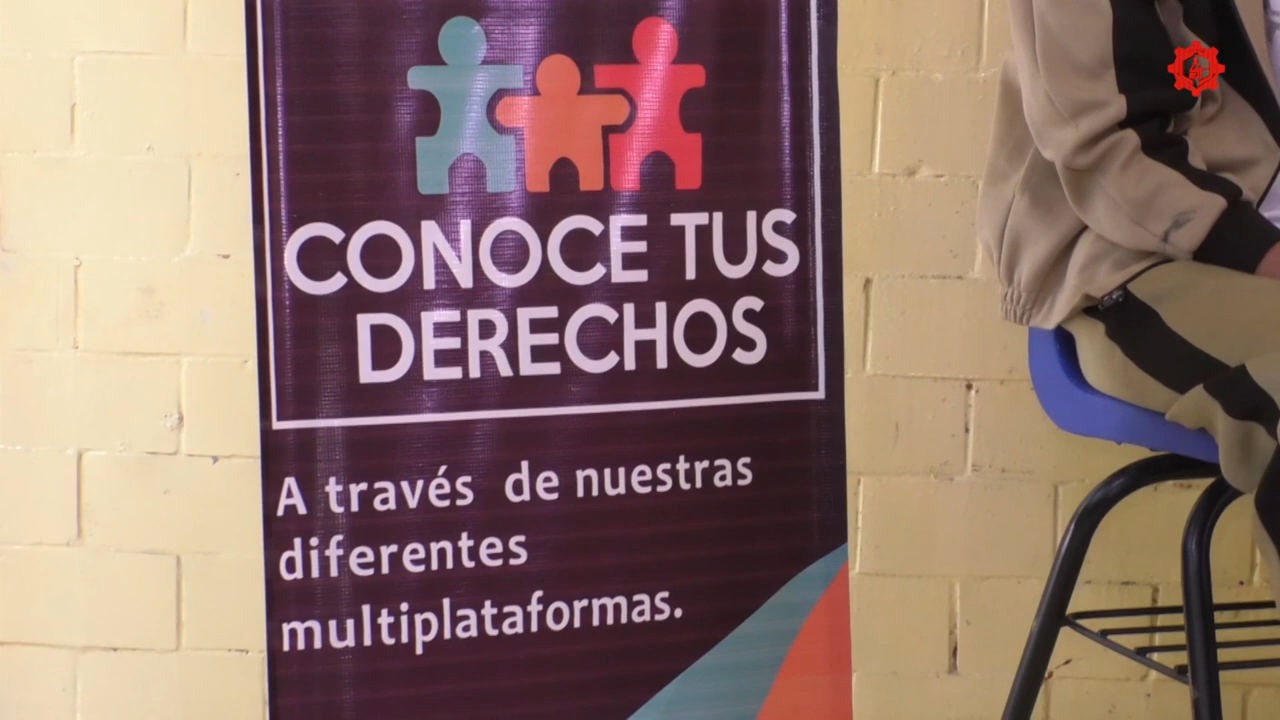 CONOCE TUS
DERECHOS
A través de nuestras
diferentes
multiplataformas.